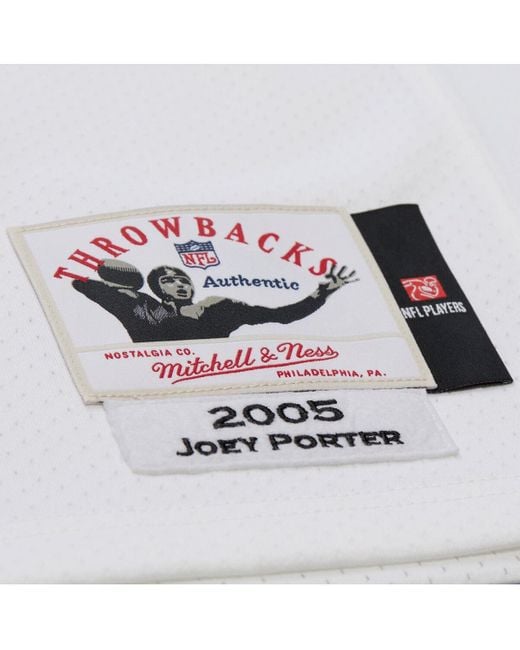 THROWBACKS
NFL
Authentic
NOSTALGIA CO.
Mitchell & Ness
PHILADELPHIA, PA.
NFL PLAYERS
2005
JOEY PORTER